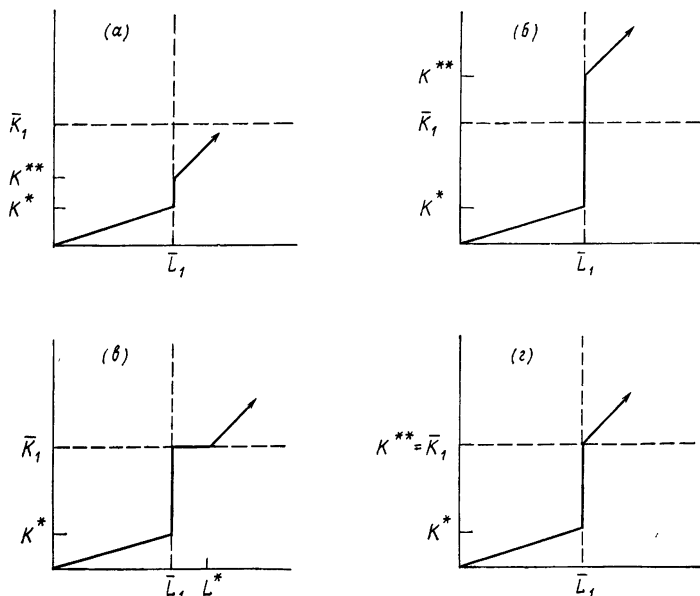 (а)
K̄₁
K**
K*
L̄₁
(б)
K**
K̄₁
K*
L̄₁
(в)
K̄₁
K*
L̄₁ L*
(г)
K** = K̄₁
K*
L̄₁